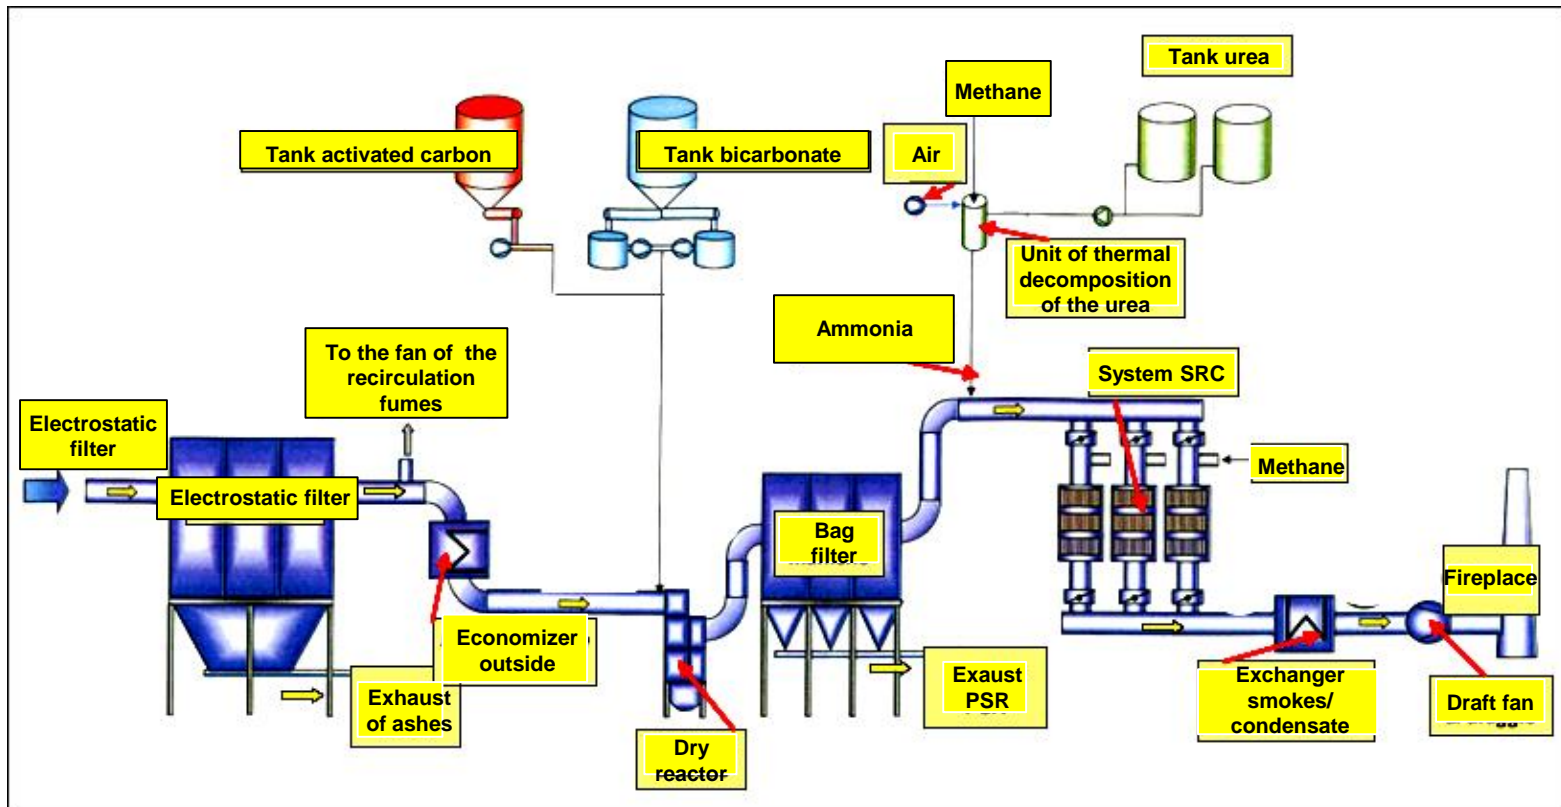 Tank urea
Methane
Tank activated carbon
Tank bicarbonate
Air
Unit of thermal
decomposition
of the urea
Ammonia
To the fan of the
recirculation
fumes
System SRC
Electrostatic
filter
Methane
Electrostatic filter
Bag
filter
Fireplace
Economizer
outside
Exhaust
of ashes
Exaust
PSR
Exchanger
smokes/
condensate
Draft fan
Dry
reactor